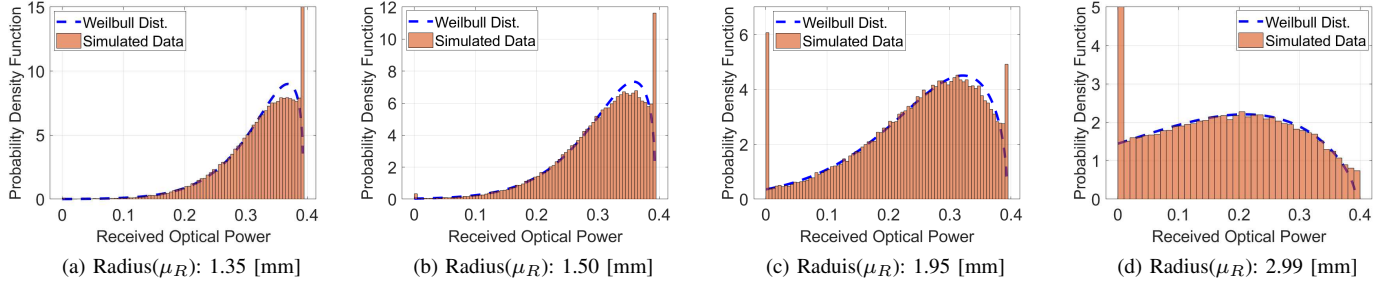 Probability Density Function
15
10
5
0
0 0.1 0.2 0.3 0.4
Received Optical Power
Weilbull Dist.
Simulated Data
(a) Radius(μR): 1.35 [mm]
Probability Density Function
12
10
8
6
4
2
0
0 0.1 0.2 0.3 0.4
Received Optical Power
Weilbull Dist.
Simulated Data
(b) Radius(μR): 1.50 [mm]
Probability Density Function
6
4
2
0
0 0.1 0.2 0.3 0.4
Received Optical Power
Weilbull Dist.
Simulated Data
(c) Raduis(μR): 1.95 [mm]
Probability Density Function
5
4
3
2
1
0
0 0.1 0.2 0.3 0.4
Received Optical Power
Weilbull Dist.
Simulated Data
(d) Radius(μR): 2.99 [mm]